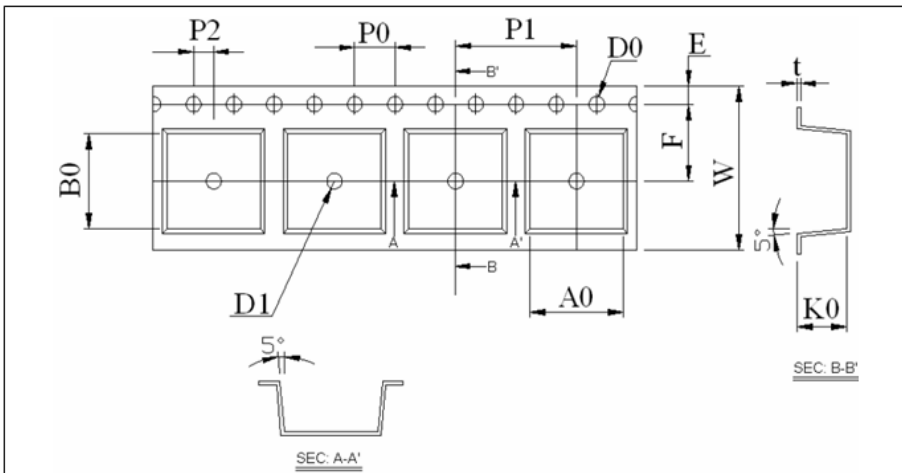 P2
P0
P1
D0
E
t
B'
B0
F
W
A
A'
5°
B
D1
A0
K0
5°
SEC: B-B'
SEC: A-A'